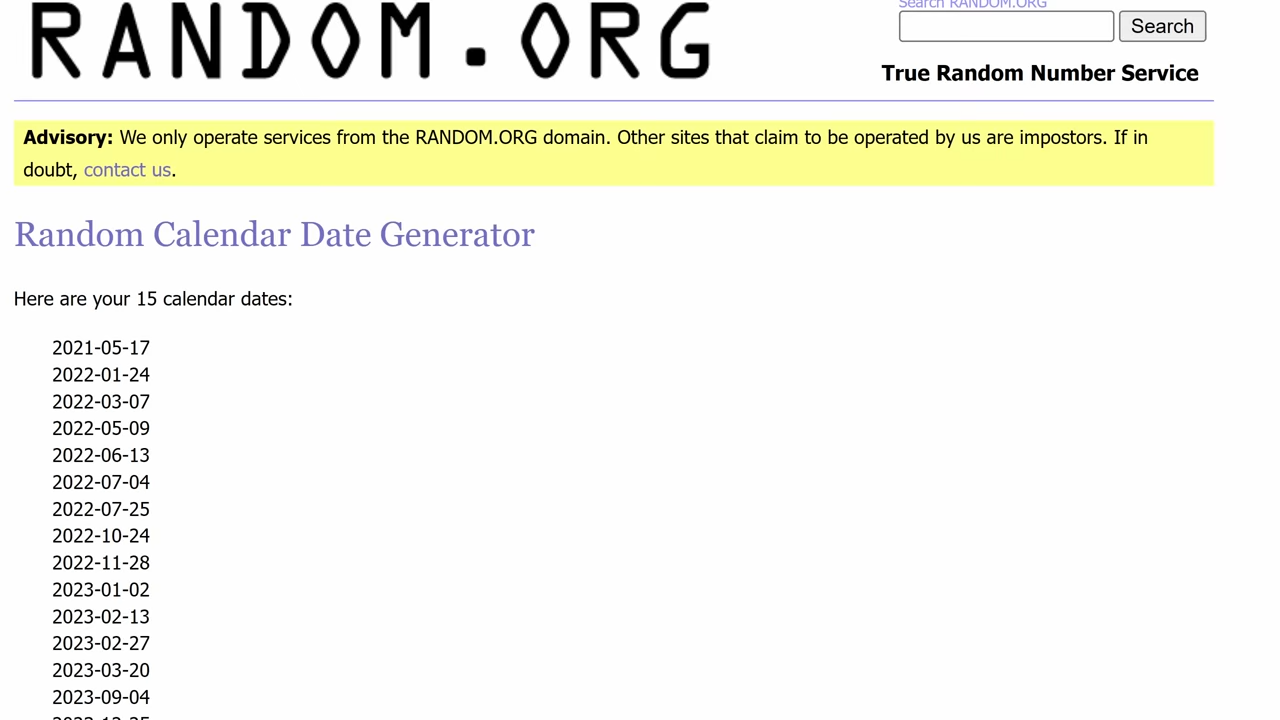 Search RANDOM.ORG
RANDOM.ORG
Search
True Random Number Service
Advisory: We only operate services from the RANDOM.ORG domain. Other sites that claim to be operated by us are impostors. If in
doubt, contact us.
Random Calendar Date Generator
Here are your 15 calendar dates:
2021-05-17
2022-01-24
2022-03-07
2022-05-09
2022-06-13
2022-07-04
2022-07-25
2022-10-24
2022-11-28
2023-01-02
2023-02-13
2023-02-27
2023-03-20
2023-09-04